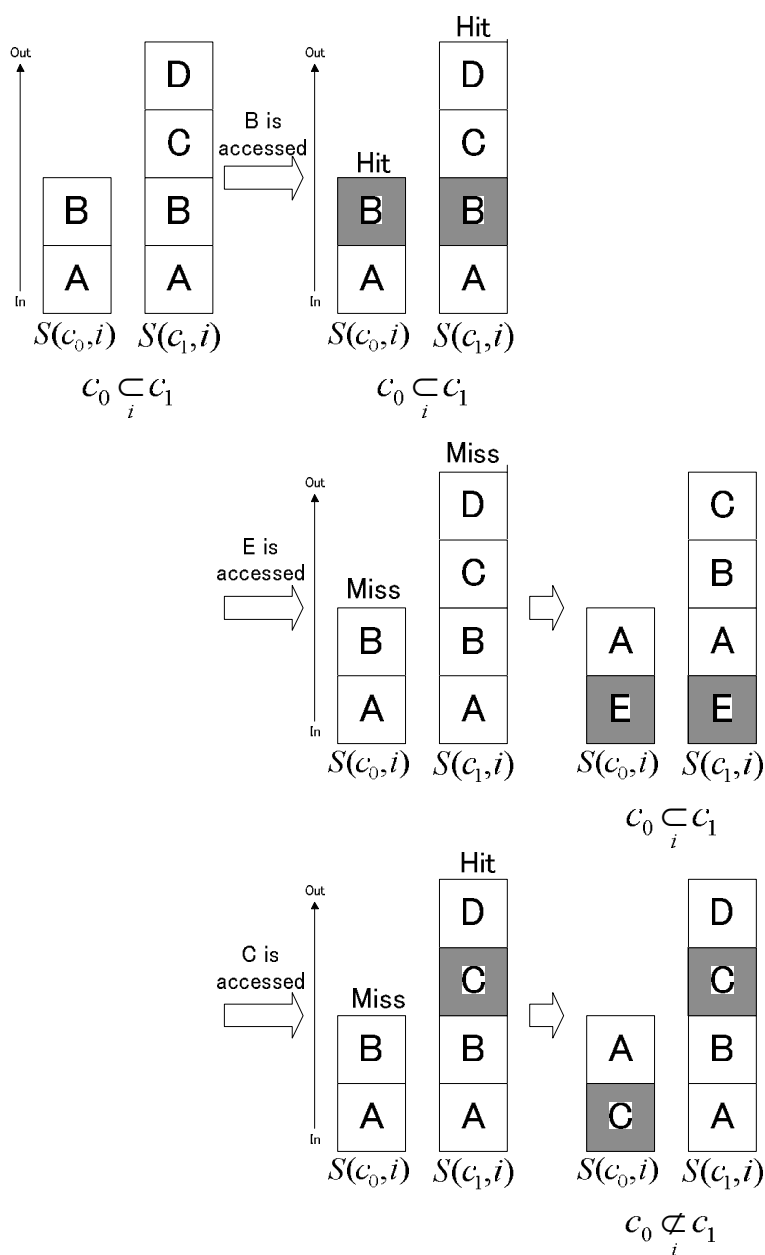 Out
B
A
In
S(c₀,i)
D
C
B
A
S(c₁,i)
c₀ ⊂ᵢ c₁
B is
accessed
Out
Hit
B
A
In
S(c₀,i)
Hit
D
C
B
A
S(c₁,i)
c₀ ⊂ᵢ c₁
E is
accessed
Out
Miss
B
A
In
S(c₀,i)
Miss
D
C
B
A
S(c₁,i)
A
E
S(c₀,i)
C
B
A
E
S(c₁,i)
c₀ ⊂ᵢ c₁
C is
accessed
Out
Miss
B
A
In
S(c₀,i)
Hit
D
C
B
A
S(c₁,i)
A
C
S(c₀,i)
D
C
B
A
S(c₁,i)
c₀ ⊄ᵢ c₁